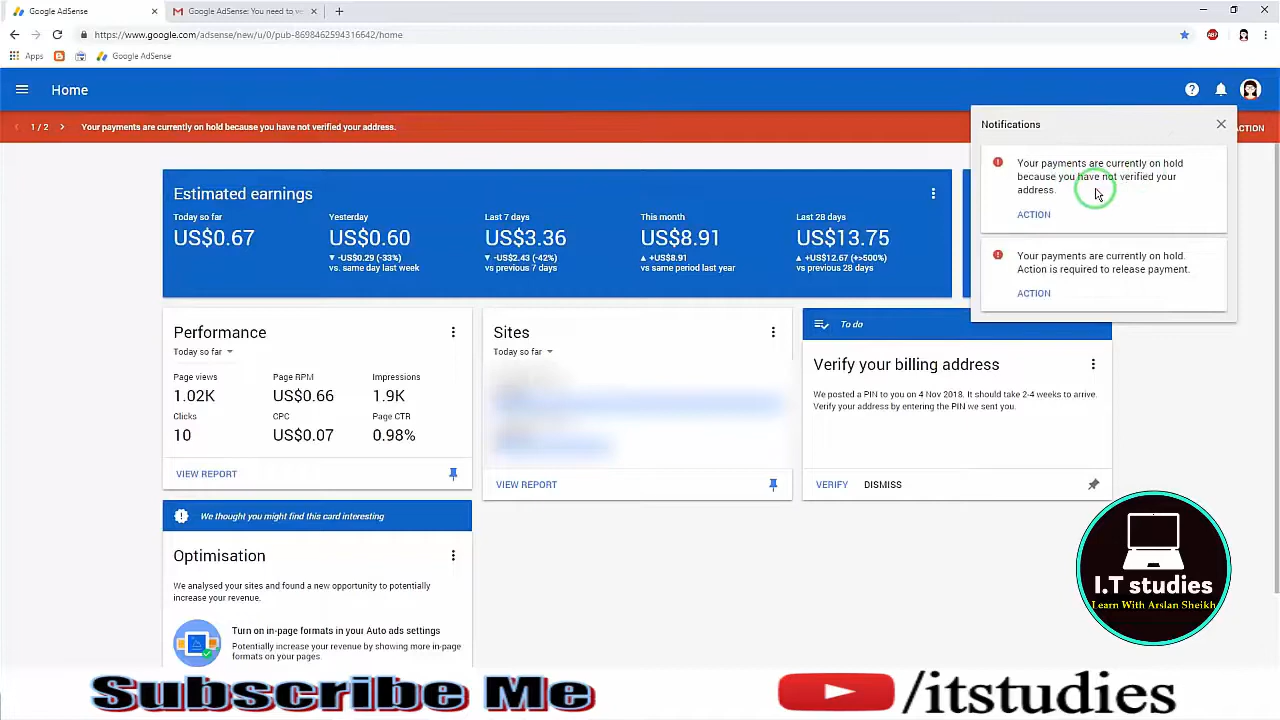 Google AdSense
Google AdSense: You need to ve
https://www.google.com/adsense/new/u/0/pub-8698462594316642/home
Apps
Google AdSense
Home
1 / 2
Your payments are currently on hold because you have not verified your address.
ACTION
Notifications
Your payments are currently on hold
because you have not verified your
address.
ACTION
Your payments are currently on hold.
Action is required to release payment.
ACTION
Estimated earnings
Today so far
US$0.67
Yesterday
US$0.60
-US$0.29 (-33%)
vs. same day last week
Last 7 days
US$3.36
-US$2.43 (-42%)
vs previous 7 days
This month
US$8.91
+US$8.91
vs same period last year
Last 28 days
US$13.75
+US$12.67 (+>500%)
vs previous 28 days
Performance
Today so far
Page views
1.02K
Page RPM
US$0.66
Impressions
1.9K
Clicks
10
CPC
US$0.07
Page CTR
0.98%
VIEW REPORT
Sites
Today so far
VIEW REPORT
To do
Verify your billing address
We posted a PIN to you on 4 Nov 2018. It should take 2-4 weeks to arrive.
Verify your address by entering the PIN we sent you.
VERIFY DISMISS
We thought you might find this card interesting
Optimisation
We analysed your sites and found a new opportunity to potentially
increase your revenue.
Turn on in-page formats in your Auto ads settings
Potentially increase your revenue by showing more in-page
formats on your pages.
I.T studies
Learn With Arslan Sheikh
Subscribe Me
/itstudies